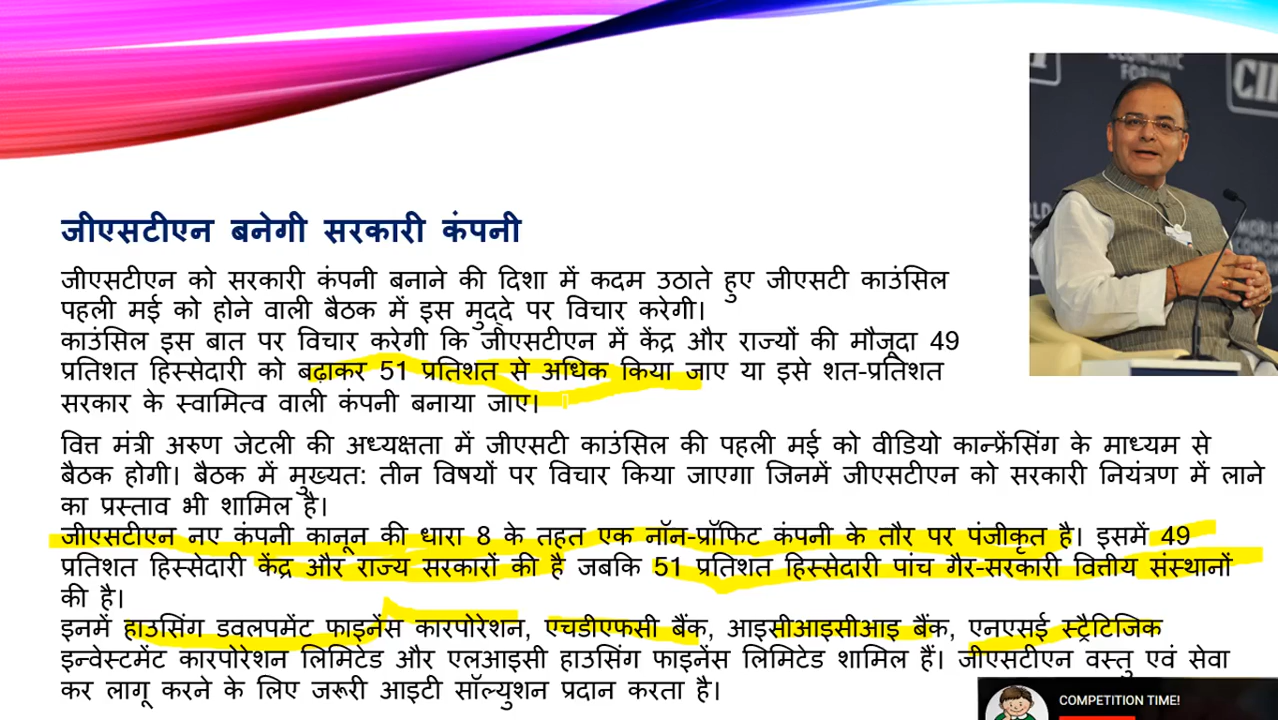 ECONOMIC
FORUM
CII
जीएसटीएन बनेगी सरकारी कंपनी
जीएसटीएन को सरकारी कंपनी बनाने की दिशा में कदम उठाते हुए जीएसटी काउंसिल
पहली मई को होने वाली बैठक में इस मुद्दे पर विचार करेगी।
काउंसिल इस बात पर विचार करेगी कि जीएसटीएन में केंद्र और राज्यों की मौजूदा 49
प्रतिशत हिस्सेदारी को बढ़ाकर 51 प्रतिशत से अधिक किया जाए या इसे शत-प्रतिशत
सरकार के स्वामित्व वाली कंपनी बनाया जाए।
वित्त मंत्री अरुण जेटली की अध्यक्षता में जीएसटी काउंसिल की पहली मई को वीडियो कान्फ्रेंसिंग के माध्यम से
बैठक होगी। बैठक में मुख्यत: तीन विषयों पर विचार किया जाएगा जिनमें जीएसटीएन को सरकारी नियंत्रण में लाने
का प्रस्ताव भी शामिल है।
जीएसटीएन नए कंपनी कानून की धारा 8 के तहत एक नॉन-प्रॉफिट कंपनी के तौर पर पंजीकृत है। इसमें 49
प्रतिशत हिस्सेदारी केंद्र और राज्य सरकारों की है जबकि 51 प्रतिशत हिस्सेदारी पांच गैर-सरकारी वित्तीय संस्थानों
की है।
इनमें हाउसिंग डवलपमेंट फाइनेंस कारपोरेशन, एचडीएफसी बैंक, आइसीआइसीआइ बैंक, एनएसई स्ट्रैटिजिक
इन्वेस्टमेंट कारपोरेशन लिमिटेड और एलआइसी हाउसिंग फाइनेंस लिमिटेड शामिल हैं। जीएसटीएन वस्तु एवं सेवा
कर लागू करने के लिए जरूरी आइटी सॉल्युशन प्रदान करता है।
COMPETITION TIME!